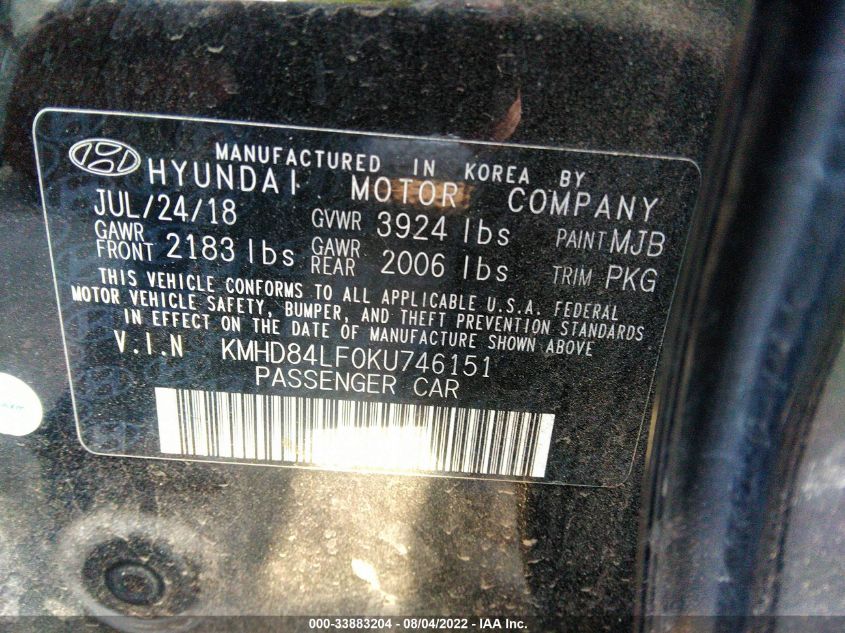 MANUFACTURED IN KOREA BY
HYUNDAI MOTOR COMPANY
JUL/24/18 GVWR 3924 lbs PAINT MJB
GAWR FRONT 2183 lbs GAWR REAR 2006 lbs TRIM PKG
THIS VEHICLE CONFORMS TO ALL APPLICABLE U.S.A. FEDERAL
MOTOR VEHICLE SAFETY, BUMPER, AND THEFT PREVENTION STANDARDS
IN EFFECT ON THE DATE OF MANUFACTURE SHOWN ABOVE
V.I.N KMHD84LF0KU746151
PASSENGER CAR
000-33883204 - 08/04/2022 - IAA Inc.